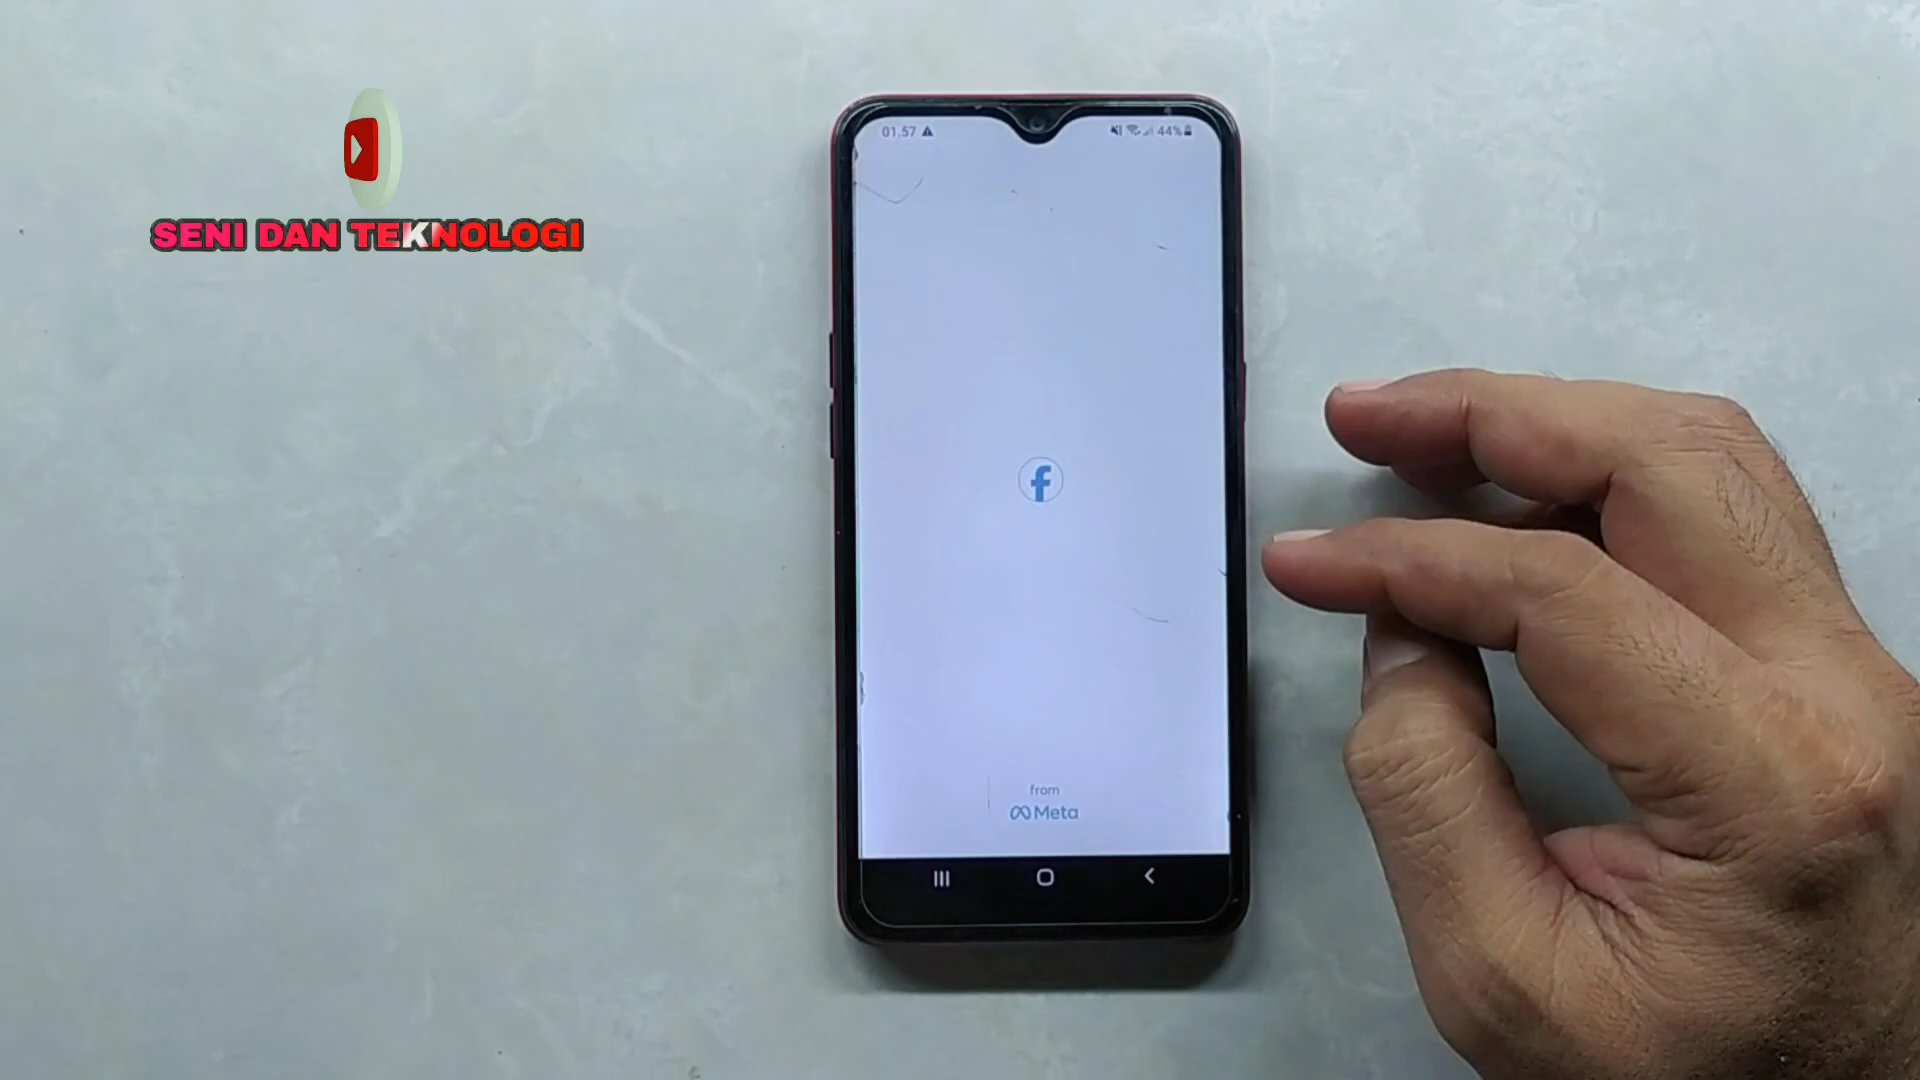 SENI DAN TEKNOLOGI
01.57
44%
f
from
Meta